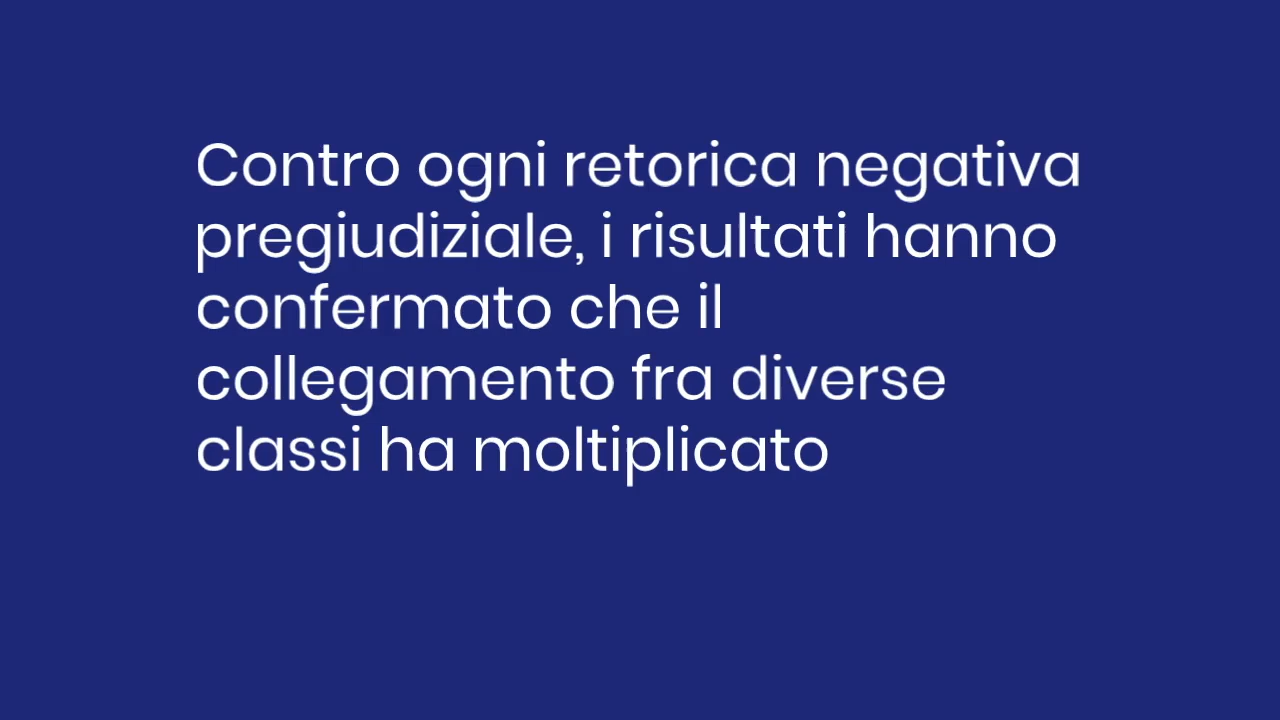 Contro ogni retorica negativa
pregiudiziale, i risultati hanno
confermato che il
collegamento fra diverse
classi ha moltiplicato